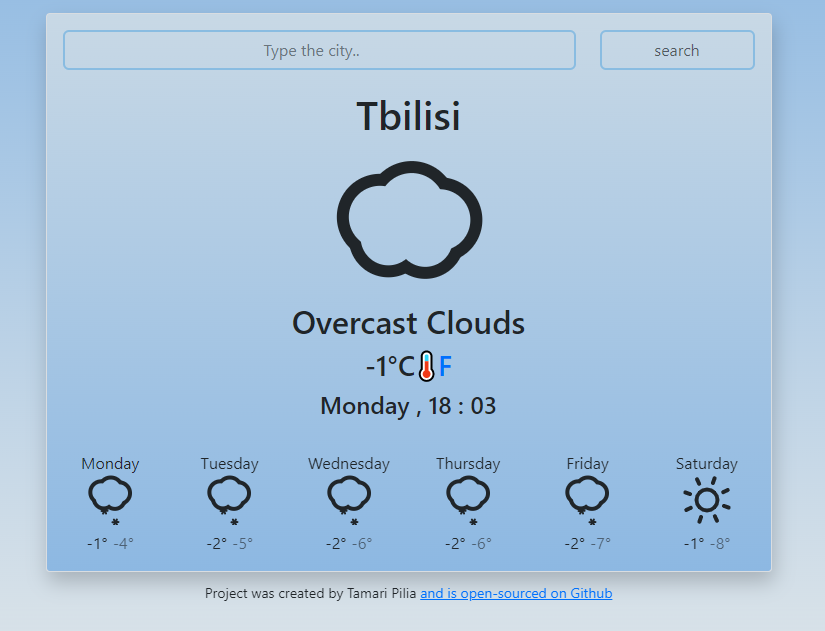 Type the city.. search
Tbilisi
Overcast Clouds
-1°C🌡️F
Monday , 18 : 03
Monday Tuesday Wednesday Thursday Friday Saturday
-1° -4° -2° -5° -2° -6° -2° -6° -2° -7° -1° -8°
Project was created by Tamari Pilia and is open-sourced on Github